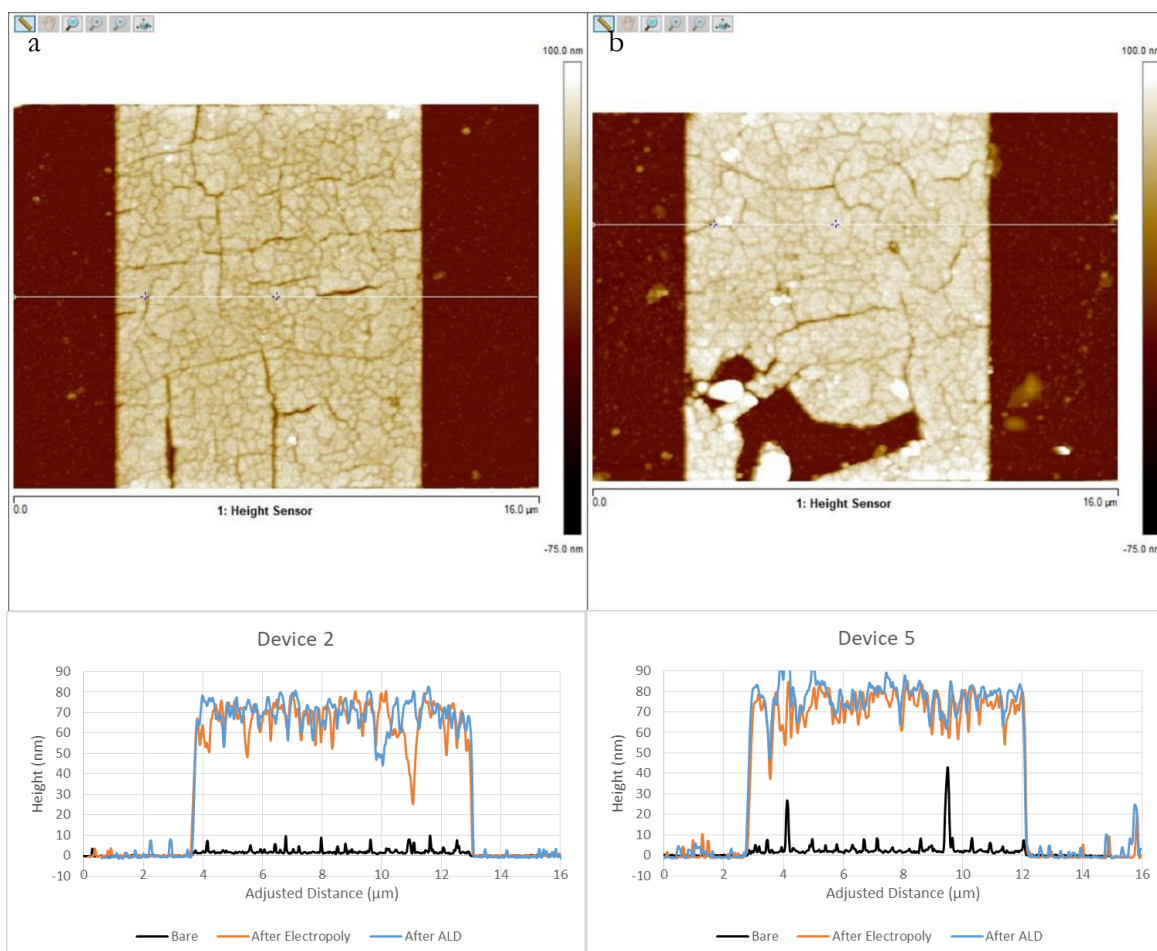 a
100.0 nm
-75.0 nm
0.0
1: Height Sensor
16.0 µm
b
100.0 nm
-75.0 nm
0.0
1: Height Sensor
16.0 µm
Device 2
Height (nm)
90
80
70
60
50
40
30
20
10
0
-10
0 2 4 6 8 10 12 14 16
Adjusted Distance (µm)
Bare After Electropoly After ALD
Device 5
Height (nm)
90
80
70
60
50
40
30
20
10
0
-10
0 2 4 6 8 10 12 14 16
Adjusted Distance (µm)
Bare After Electropoly After ALD